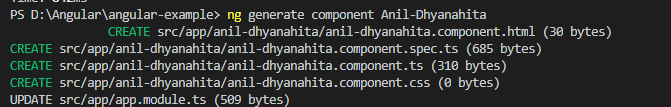 PS D:\Angular\angular-example> ng generate component Anil-Dhyanahita
CREATE src/app/anil-dhyanahita/anil-dhyanahita.component.html (30 bytes)
CREATE src/app/anil-dhyanahita/anil-dhyanahita.component.spec.ts (685 bytes)
CREATE src/app/anil-dhyanahita/anil-dhyanahita.component.ts (310 bytes)
CREATE src/app/anil-dhyanahita/anil-dhyanahita.component.css (0 bytes)
UPDATE src/app/app.module.ts (509 bytes)